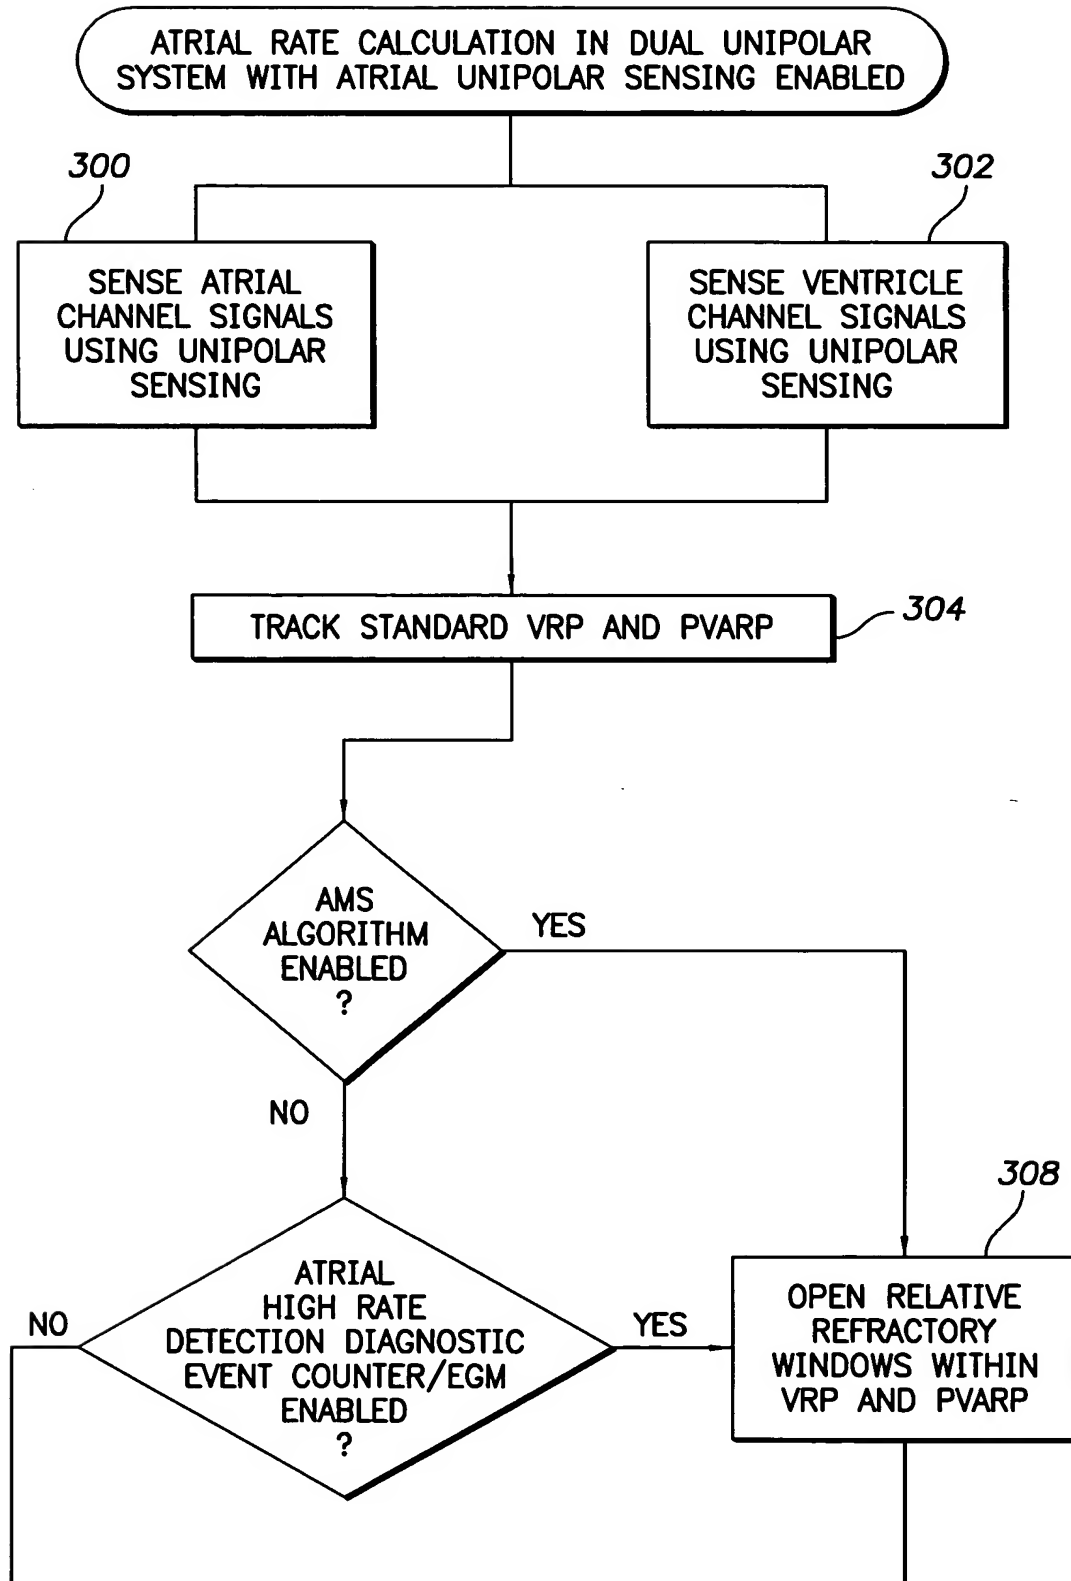 ATRIAL RATE CALCULATION IN DUAL UNIPOLAR
SYSTEM WITH ATRIAL UNIPOLAR SENSING ENABLED
300
302
SENSE ATRIAL
CHANNEL SIGNALS
USING UNIPOLAR
SENSING
SENSE VENTRICLE
CHANNEL SIGNALS
USING UNIPOLAR
SENSING
TRACK STANDARD VRP AND PVARP
304
AMS
ALGORITHM
ENABLED
?
YES
NO
308
ATRIAL
HIGH RATE
DETECTION DIAGNOSTIC
EVENT COUNTER/EGM
ENABLED
?
NO
YES
OPEN RELATIVE
REFRACTORY
WINDOWS WITHIN
VRP AND PVARP